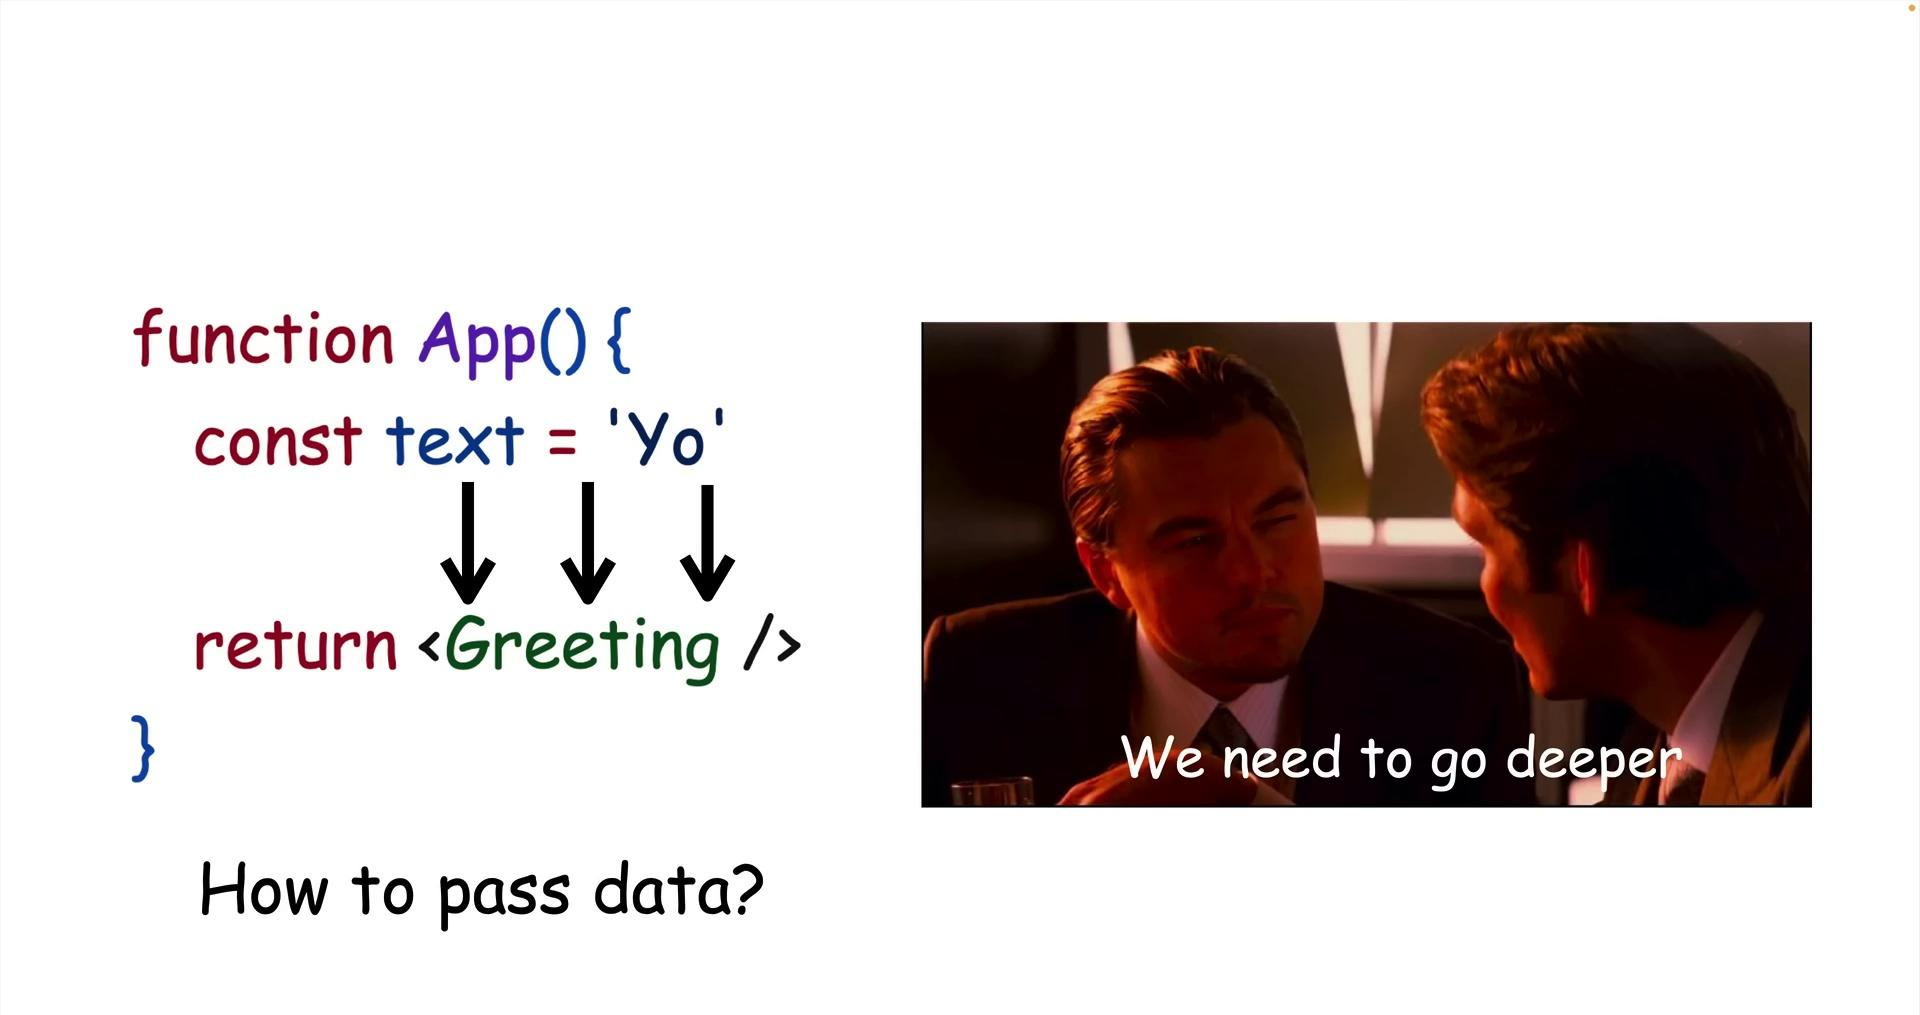 function App() {
const text = 'Yo'
return <Greeting />
}
How to pass data?
We need to go deeper